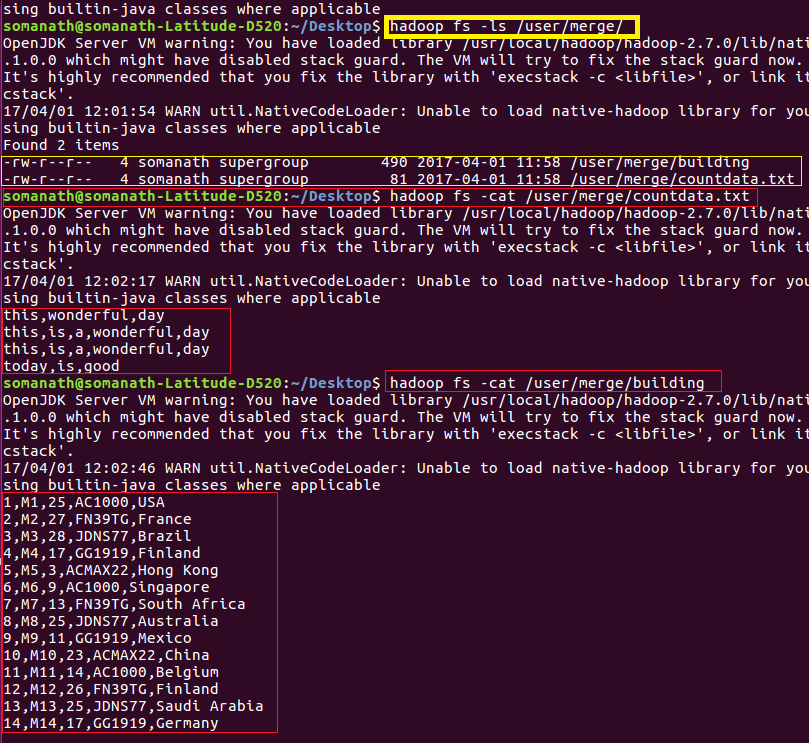 sing builtin-java classes where applicable
somanath@somanath-Latitude-D520:~/Desktop$ hadoop fs -ls /user/merge/
OpenJDK Server VM warning: You have loaded library /usr/local/hadoop/hadoop-2.7.0/lib/nati
.1.0.0 which might have disabled stack guard. The VM will try to fix the stack guard now.
It's highly recommended that you fix the library with 'execstack -c <libfile>', or link it
cstack'.
17/04/01 12:01:54 WARN util.NativeCodeLoader: Unable to load native-hadoop library for you
sing builtin-java classes where applicable
Found 2 items
-rw-r--r--   4 somanath supergroup        490 2017-04-01 11:58 /user/merge/building
-rw-r--r--   4 somanath supergroup         81 2017-04-01 11:58 /user/merge/countdata.txt
somanath@somanath-Latitude-D520:~/Desktop$ hadoop fs -cat /user/merge/countdata.txt
OpenJDK Server VM warning: You have loaded library /usr/local/hadoop/hadoop-2.7.0/lib/nati
.1.0.0 which might have disabled stack guard. The VM will try to fix the stack guard now.
It's highly recommended that you fix the library with 'execstack -c <libfile>', or link it
cstack'.
17/04/01 12:02:17 WARN util.NativeCodeLoader: Unable to load native-hadoop library for you
sing builtin-java classes where applicable
this,wonderful,day
this,is,a,wonderful,day
this,is,a,wonderful,day
today,is,good
somanath@somanath-Latitude-D520:~/Desktop$ hadoop fs -cat /user/merge/building
OpenJDK Server VM warning: You have loaded library /usr/local/hadoop/hadoop-2.7.0/lib/nati
.1.0.0 which might have disabled stack guard. The VM will try to fix the stack guard now.
It's highly recommended that you fix the library with 'execstack -c <libfile>', or link it
cstack'.
17/04/01 12:02:46 WARN util.NativeCodeLoader: Unable to load native-hadoop library for you
sing builtin-java classes where applicable
1,M1,25,AC1000,USA
2,M2,27,FN39TG,France
3,M3,28,JDNS77,Brazil
4,M4,17,GG1919,Finland
5,M5,3,ACMAX22,Hong Kong
6,M6,9,AC1000,Singapore
7,M7,13,FN39TG,South Africa
8,M8,25,JDNS77,Australia
9,M9,11,GG1919,Mexico
10,M10,23,ACMAX22,China
11,M11,14,AC1000,Belgium
12,M12,26,FN39TG,Finland
13,M13,25,JDNS77,Saudi Arabia
14,M14,17,GG1919,Germany